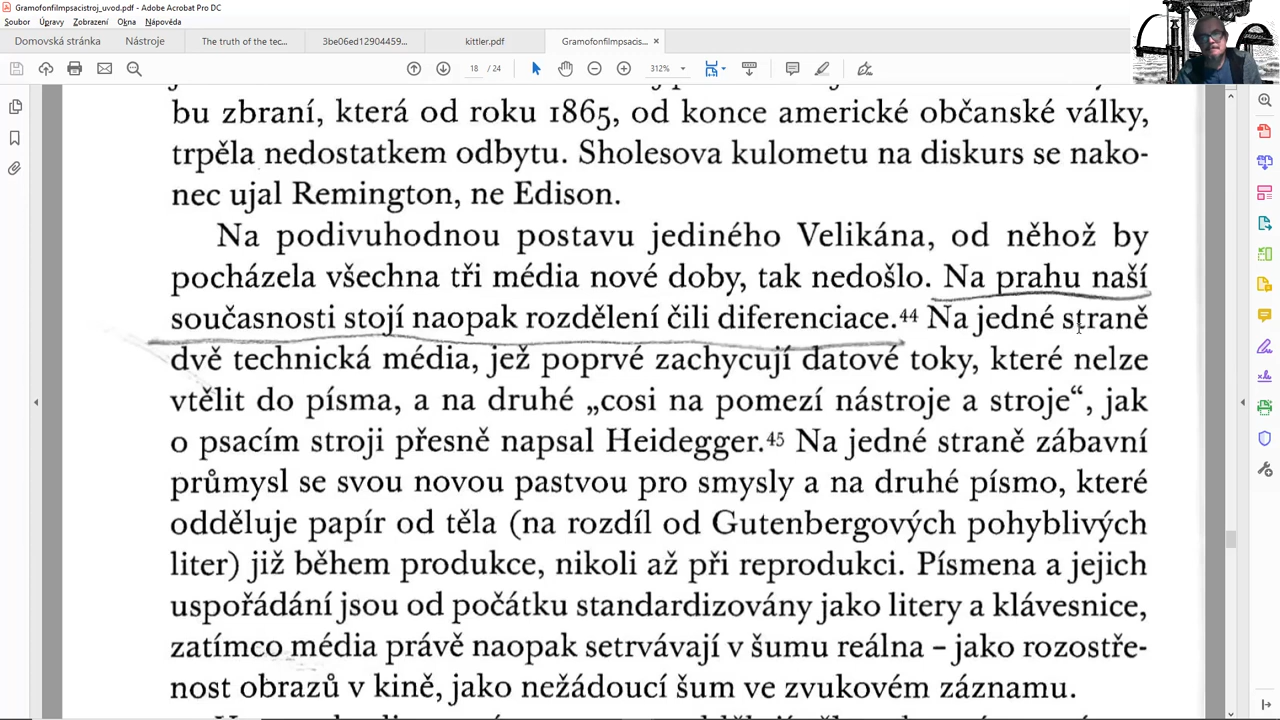 Gramofonfilmpsacistroj_uvod.pdf - Adobe Acrobat Pro DC
Soubor Úpravy Zobrazení Okna Nápověda
Domovská stránka Nástroje The truth of the tec... 3be06ed12904459... kittler.pdf Gramofonfilmpsacis... ×
18 / 24 312%
bu zbraní, která od roku 1865, od konce americké občanské války,
trpěla nedostatkem odbytu. Sholesova kulometu na diskurs se nako-
nec ujal Remington, ne Edison.
Na podivuhodnou postavu jediného Velikána, od něhož by
pocházela všechna tři média nové doby, tak nedošlo. Na prahu naší
současnosti stojí naopak rozdělení čili diferenciace.44 Na jedné straně
dvě technická média, jež poprvé zachycují datové toky, které nelze
vtělit do písma, a na druhé „cosi na pomezí nástroje a stroje“, jak
o psacím stroji přesně napsal Heidegger.45 Na jedné straně zábavní
průmysl se svou novou pastvou pro smysly a na druhé písmo, které
odděluje papír od těla (na rozdíl od Gutenbergových pohyblivých
liter) již během produkce, nikoli až při reprodukci. Písmena a jejich
uspořádání jsou od počátku standardizovány jako litery a klávesnice,
zatímco média právě naopak setrvávají v šumu reálna – jako rozostře-
nost obrazů v kině, jako nežádoucí šum ve zvukovém záznamu.